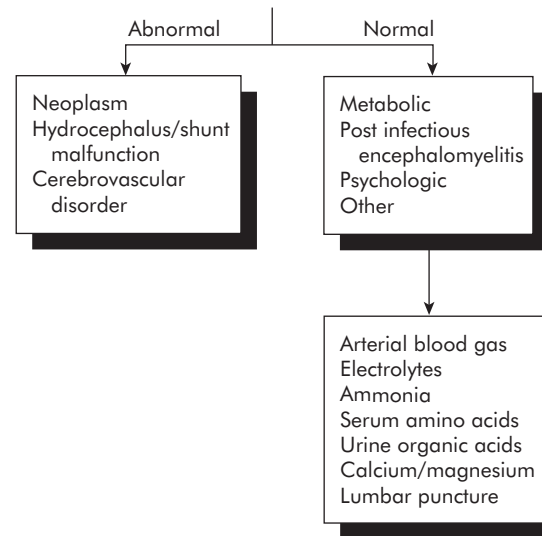 Abnormal
Normal
Neoplasm
Hydrocephalus/shunt
malfunction
Cerebrovascular
disorder
Metabolic
Post infectious
encephalomyelitis
Psychologic
Other
Arterial blood gas
Electrolytes
Ammonia
Serum amino acids
Urine organic acids
Calcium/magnesium
Lumbar puncture